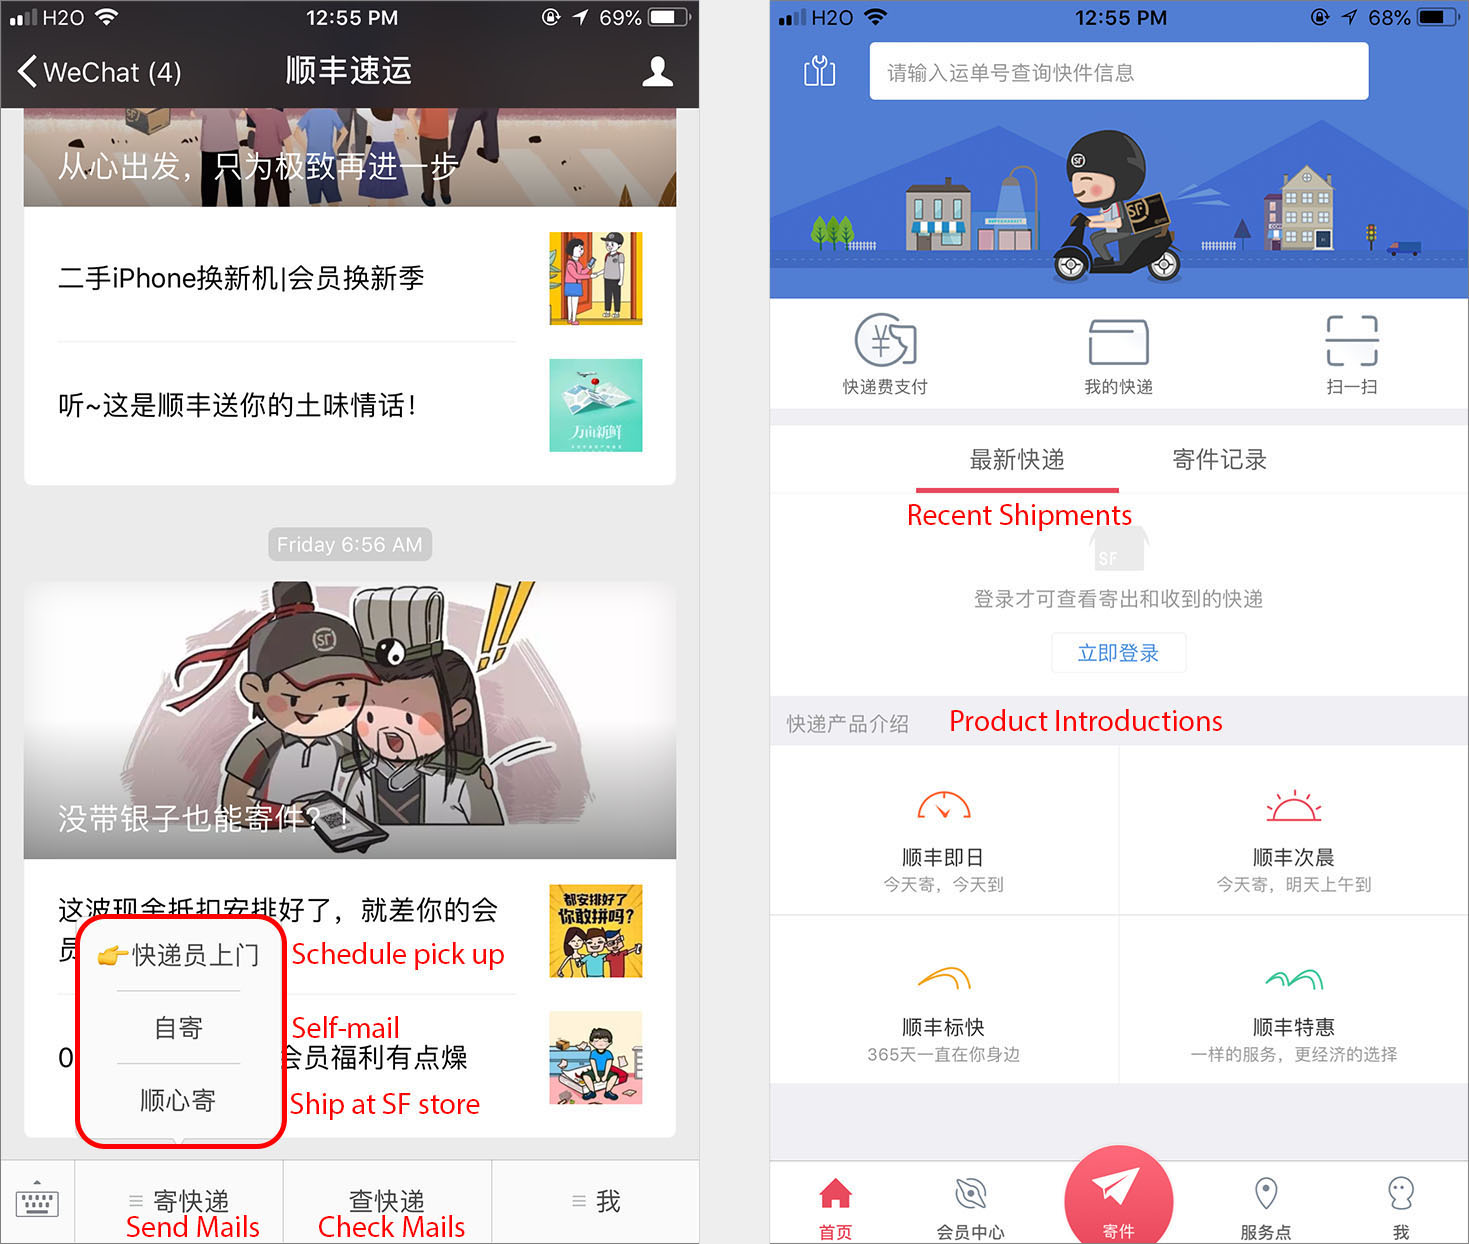 H2O 12:55 PM 69%
WeChat (4) 顺丰速运
从心出发，只为极致再进一步
二手iPhone换新机|会员换新季
听~这是顺丰送你的土味情话！
万亩新鲜
Friday 6:56 AM
没带银子也能寄件？！
这波现金抵扣安排好了，就差你的会
员
都安排好了
你敢拼吗？
👉快递员上门 Schedule pick up
自寄 Self-mail
0 会员福利有点燥
顺心寄 Ship at SF store
寄快递 查快递 我
Send Mails Check Mails
H2O 12:55 PM 68%
请输入运单号查询快件信息
SF
SUPERMARKET
快递费支付 我的快递 扫一扫
最新快递 寄件记录
Recent Shipments
SF
登录才可查看寄出和收到的快递
立即登录
快递产品介绍 Product Introductions
顺丰即日 顺丰次晨
今天寄，今天到 今天寄，明天上午到
顺丰标快 顺丰特惠
365天一直在你身边 一样的服务，更经济的选择
首页 会员中心 寄件 服务点 我